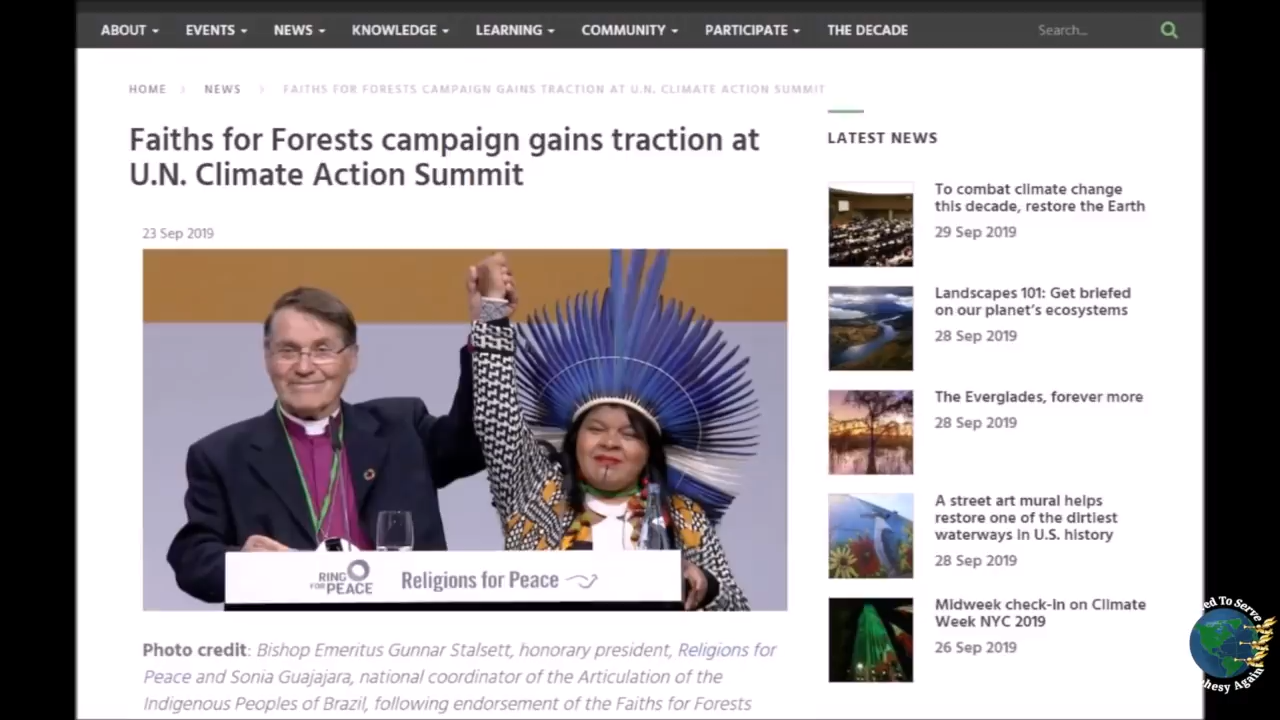 ABOUT EVENTS NEWS KNOWLEDGE LEARNING COMMUNITY PARTICIPATE THE DECADE Search...
HOME NEWS FAITHS FOR FORESTS CAMPAIGN GAINS TRACTION AT U.N. CLIMATE ACTION SUMMIT
Faiths for Forests campaign gains traction at
U.N. Climate Action Summit
23 Sep 2019
RING
FOR PEACE
Religions for Peace
Photo credit: Bishop Emeritus Gunnar Stalsett, honorary president, Religions for
Peace and Sonia Guajajara, national coordinator of the Articulation of the
Indigenous Peoples of Brazil, following endorsement of the Faiths for Forests
LATEST NEWS
To combat climate change
this decade, restore the Earth
29 Sep 2019
Landscapes 101: Get briefed
on our planet's ecosystems
28 Sep 2019
The Everglades, forever more
28 Sep 2019
A street art mural helps
restore one of the dirtiest
waterways in U.S. history
28 Sep 2019
Midweek check-in on Climate
Week NYC 2019
26 Sep 2019
To Serve
Again